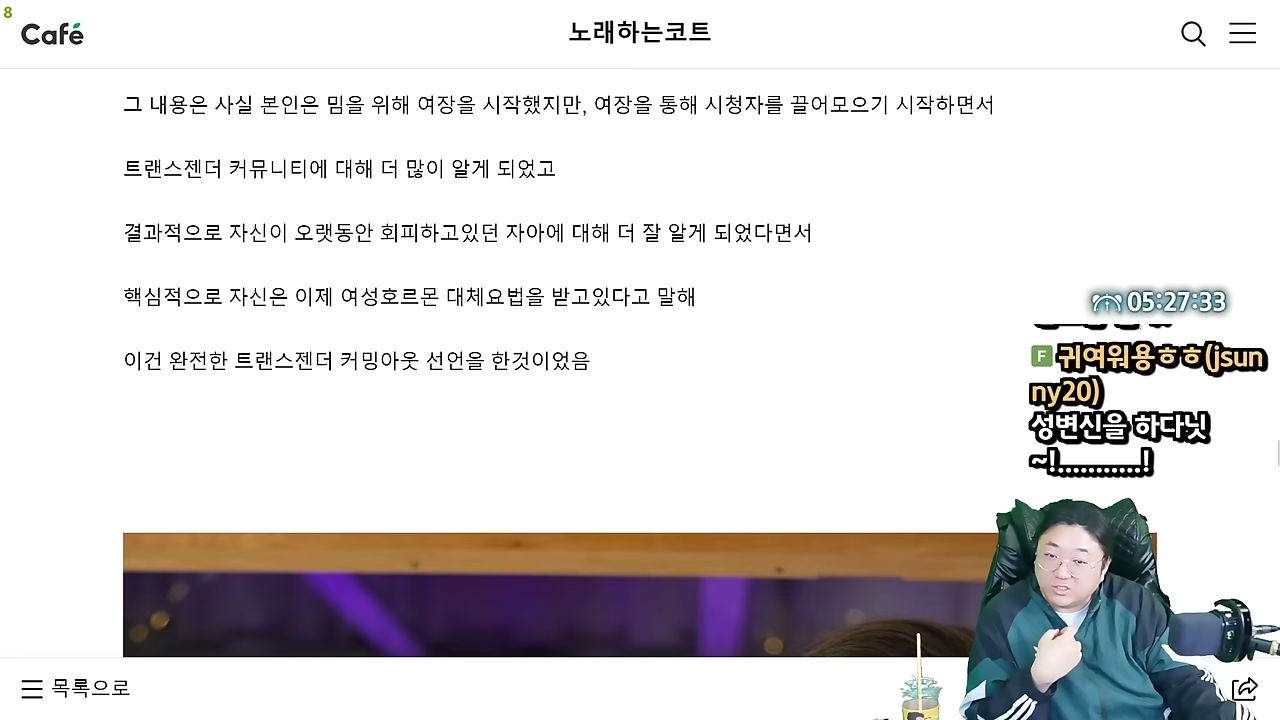 8
Café
노래하는코트
그 내용은 사실 본인은 밈을 위해 여장을 시작했지만, 여장을 통해 시청자를 끌어모으기 시작하면서
트랜스젠더 커뮤니티에 대해 더 많이 알게 되었고
결과적으로 자신이 오랫동안 회피하고있던 자아에 대해 더 잘 알게 되었다면서
핵심적으로 자신은 이제 여성호르몬 대체요법을 받고있다고 말해
이건 완전한 트랜스젠더 커밍아웃 선언을 한것이었음
05:27:33
F 귀여워용ㅎㅎ(jsun
ny20)
성변신을 하다닛
~!...........!
목록으로